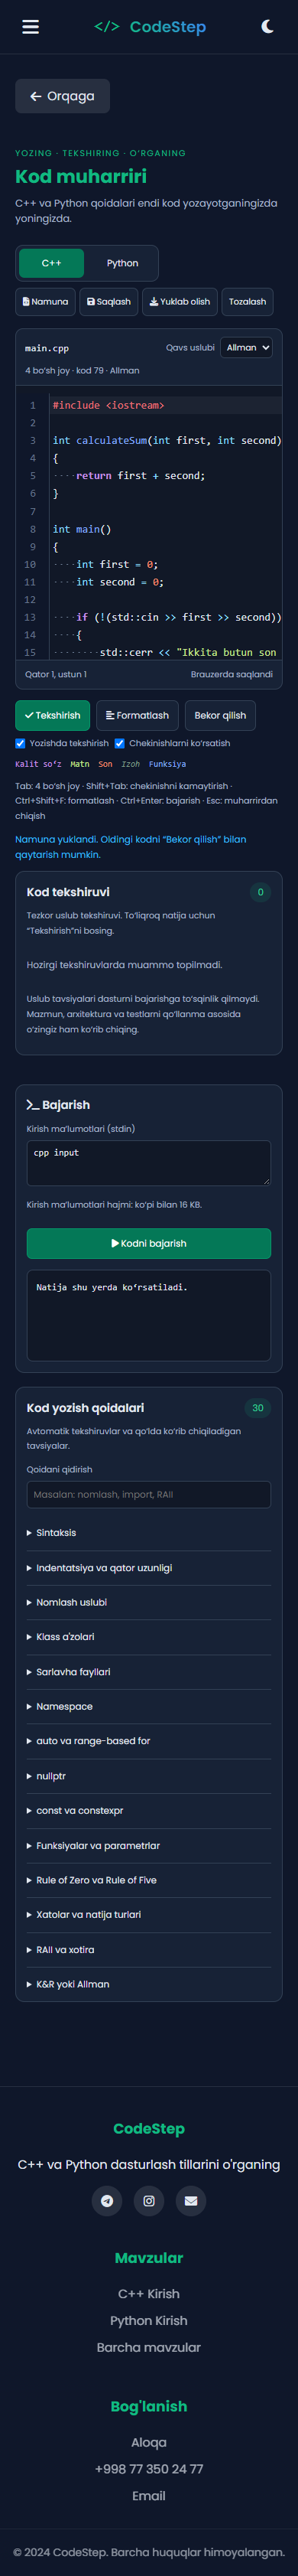 </> CodeStep
← Orqaga
YOZING · TEKSHIRING · O‘RGANING
Kod muharriri
C++ va Python qoidalari endi kod yozayotganingizda
yoningizda.
C++ Python
Namuna Saqlash Yuklab olish Tozalash
main.cpp Qavs uslubi Allman
4 bo‘sh joy · kod 79 · Allman
1 #include <iostream>
2
3 int calculateSum(int first, int second)
4 {
5 ····return first + second;
6 }
7
8 int main()
9 {
10 ····int first = 0;
11 ····int second = 0;
12
13 ····if (!(std::cin >> first >> second))
14 ····{
15 ········std::cerr << "Ikkita butun son
Qator 1, ustun 1 Brauzerda saqlandi
Tekshirish Formatlash Bekor qilish
Yozishda tekshirish Chekinishlarni ko‘rsatish
Kalit so‘z Matn Son Izoh Funksiya
Tab: 4 bo‘sh joy · Shift+Tab: chekinishni kamaytirish ·
Ctrl+Shift+F: formatlash · Ctrl+Enter: bajarish · Esc: muharrirdan
chiqish
Namuna yuklandi. Oldingi kodni “Bekor qilish” bilan
qaytarish mumkin.
Kod tekshiruvi 0
Tezkor uslub tekshiruvi. To‘liqroq natija uchun
“Tekshirish”ni bosing.
Hozirgi tekshiruvlarda muammo topilmadi.
Uslub tavsiyalari dasturni bajarishga to‘sqinlik qilmaydi.
Mazmun, arxitektura va testlarni qo‘llanma asosida
o‘zingiz ham ko‘rib chiqing.
Bajarish
Kirish ma’lumotlari (stdin)
cpp input
Kirish ma’lumotlari hajmi: ko‘pi bilan 16 KB.
Kodni bajarish
Natija shu yerda ko‘rsatiladi.
Kod yozish qoidalari 30
Avtomatik tekshiruvlar va qo‘lda ko‘rib chiqiladigan
tavsiyalar.
Qoidani qidirish
Masalan: nomlash, import, RAII
Sintaksis
Indentatsiya va qator uzunligi
Nomlash uslubi
Klass a’zolari
Sarlavha fayllari
Namespace
auto va range-based for
nullptr
const va constexpr
Funksiyalar va parametrlar
Rule of Zero va Rule of Five
Xatolar va natija turlari
RAII va xotira
K&R yoki Allman
CodeStep
C++ va Python dasturlash tillarini o'rganing
Mavzular
C++ Kirish
Python Kirish
Barcha mavzular
Bog'lanish
Aloqa
+998 77 350 24 77
Email
© 2024 CodeStep. Barcha huquqlar himoyalangan.